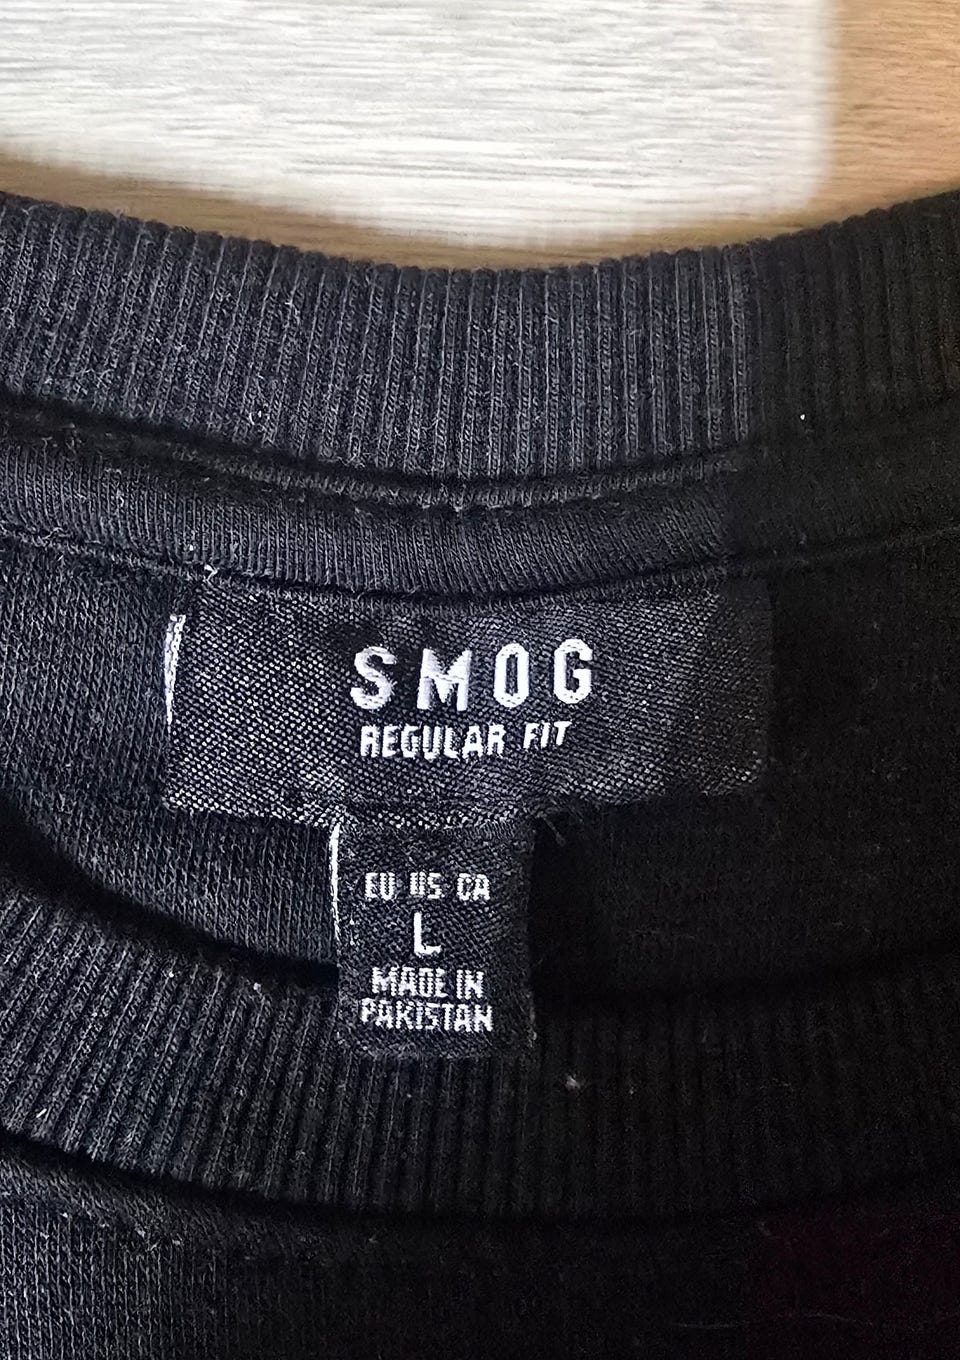 SMOG
REGULAR FIT
EU US CA
L
MADE IN
PAKISTAN